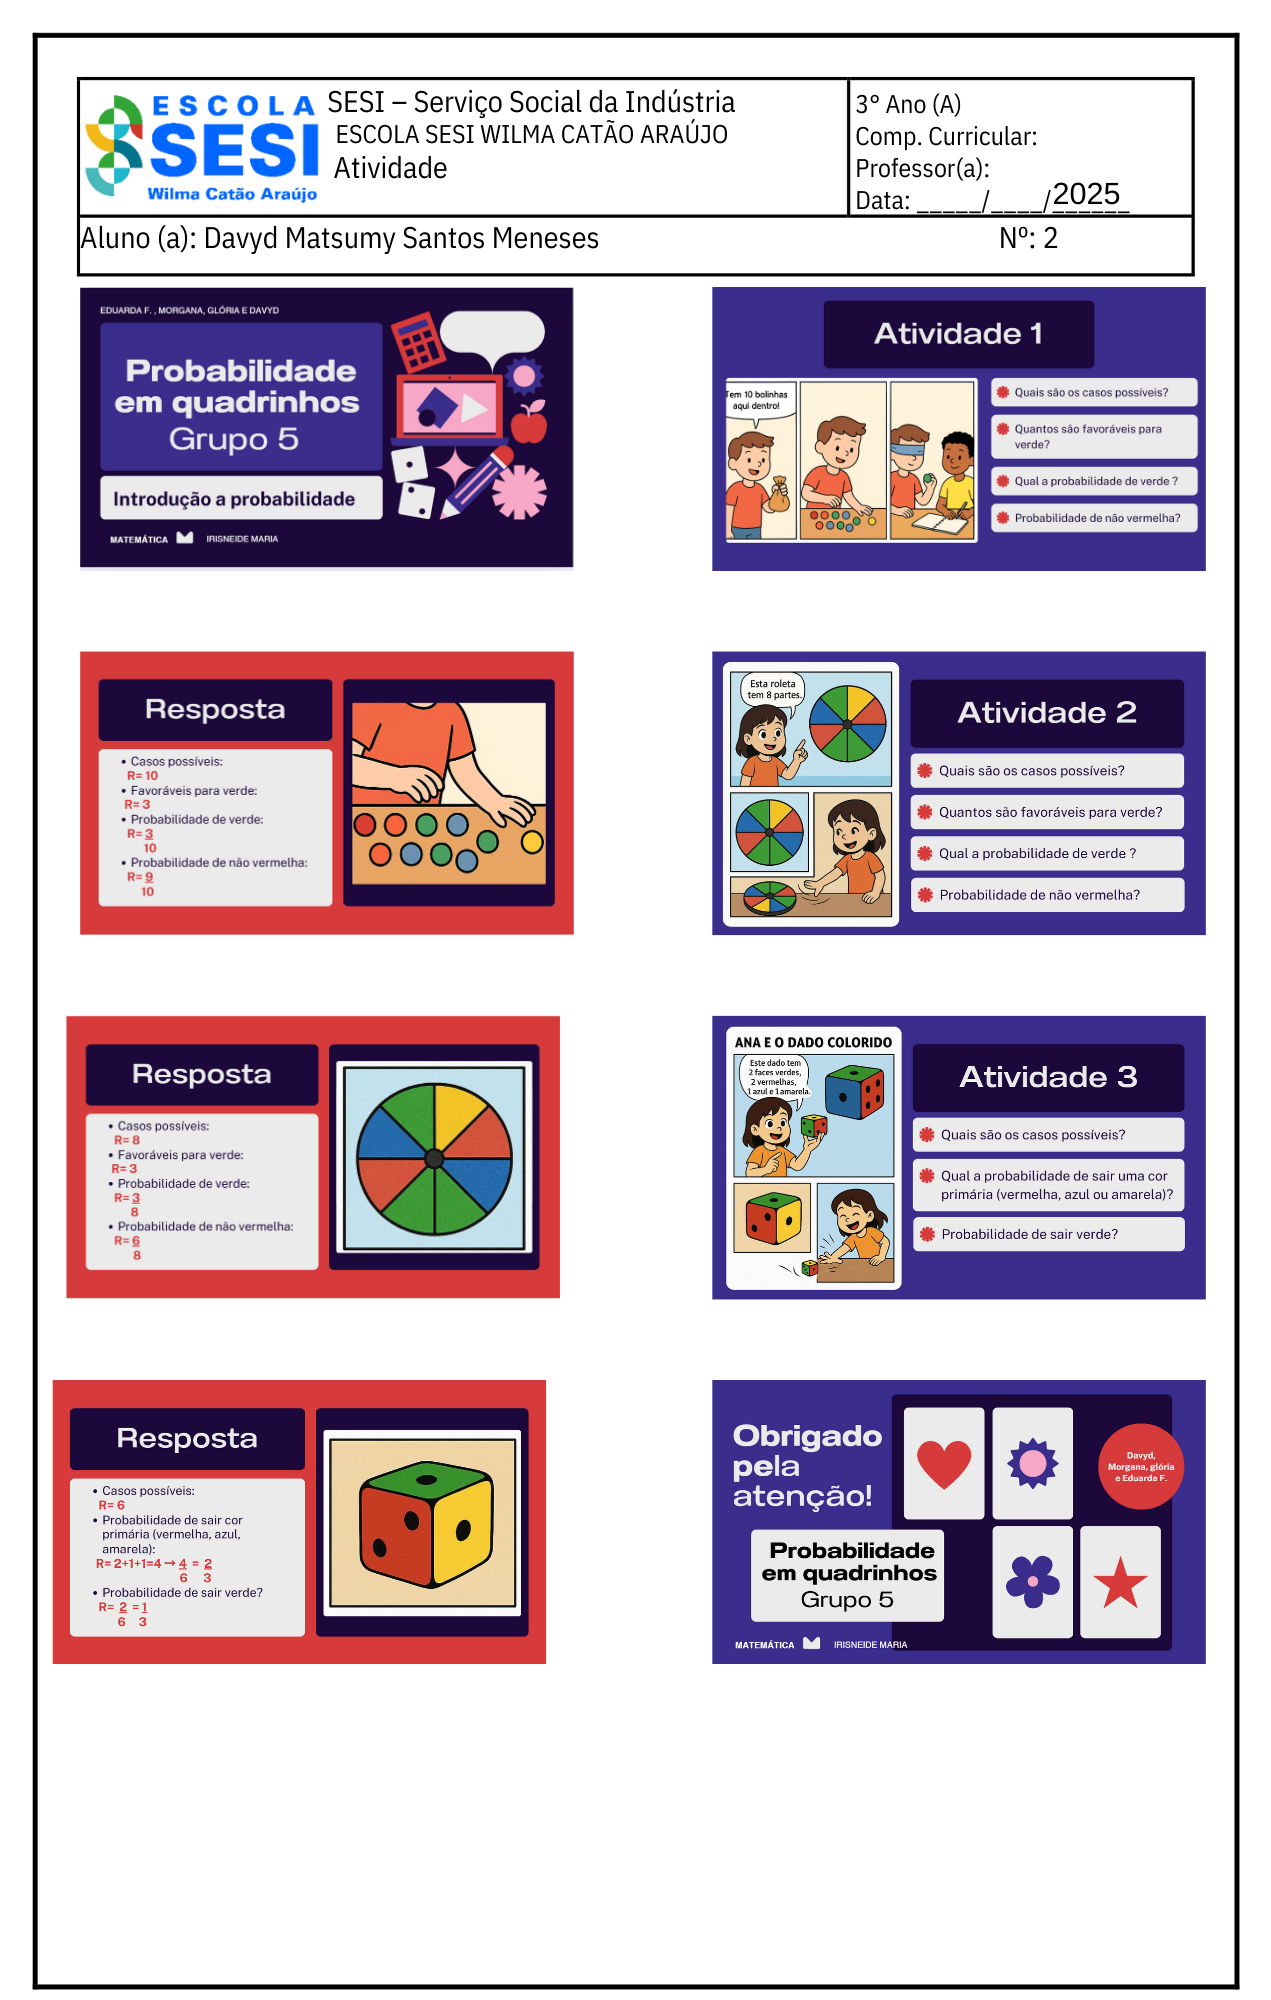 ESCOLA
SESI
Wilma Catão Araújo
SESI – Serviço Social da Indústria
ESCOLA SESI WILMA CATÃO ARAÚJO
Atividade
3° Ano (A)
Comp. Curricular:
Professor(a):
Data: _____/____/2025
Aluno (a): Davyd Matsumy Santos Meneses Nº: 2
EDUARDA F. , MORGANA, GLÓRIA E DAVYD
Probabilidade
em quadrinhos
Grupo 5
Introdução a probabilidade
MATEMÁTICA IRISNEIDE MARIA
Atividade 1
Tem 10 bolinhas
aqui dentro!
Quais são os casos possíveis?
Quantos são favoráveis para
verde?
Qual a probabilidade de verde ?
Probabilidade de não vermelha?
Resposta
• Casos possíveis:
R= 10
• Favoráveis para verde:
R= 3
• Probabilidade de verde:
R= 3
10
• Probabilidade de não vermelha:
R= 9
10
Esta roleta
tem 8 partes.
Atividade 2
Quais são os casos possíveis?
Quantos são favoráveis para verde?
Qual a probabilidade de verde ?
Probabilidade de não vermelha?
Resposta
• Casos possíveis:
R= 8
• Favoráveis para verde:
R= 3
• Probabilidade de verde:
R= 3
8
• Probabilidade de não vermelha:
R= 6
8
ANA E O DADO COLORIDO
Este dado tem
2 faces verdes,
2 vermelhas,
1 azul e 1 amarela.
Atividade 3
Quais são os casos possíveis?
Qual a probabilidade de sair uma cor
primária (vermelha, azul ou amarela)?
Probabilidade de sair verde?
Resposta
• Casos possíveis:
R= 6
• Probabilidade de sair cor
primária (vermelha, azul,
amarela):
R= 2+1+1=4 → 4 = 2
6 3
• Probabilidade de sair verde?
R= 2 = 1
6 3
Obrigado
pela
atenção!
Davyd,
Morgana, glória
e Eduarda F.
Probabilidade
em quadrinhos
Grupo 5
MATEMÁTICA IRISNEIDE MARIA